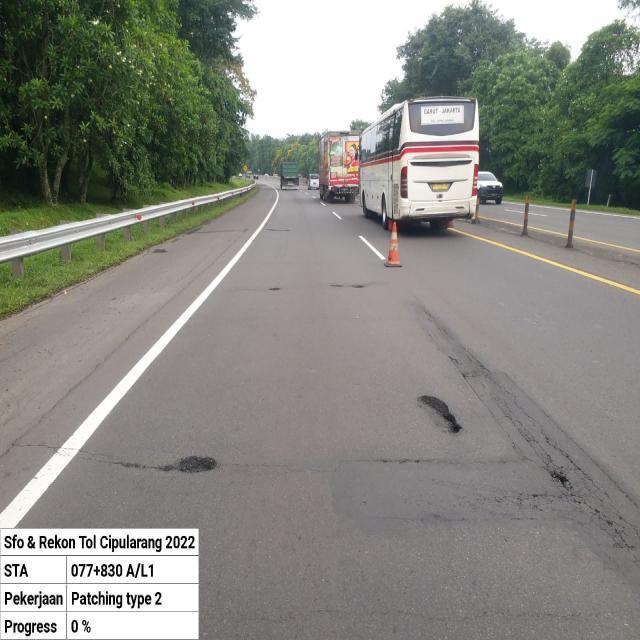 GARUT - JAKARTA
Sfo & Rekon Tol Cipularang 2022
STA 077+830 A/L1
Pekerjaan Patching type 2
Progress 0 %